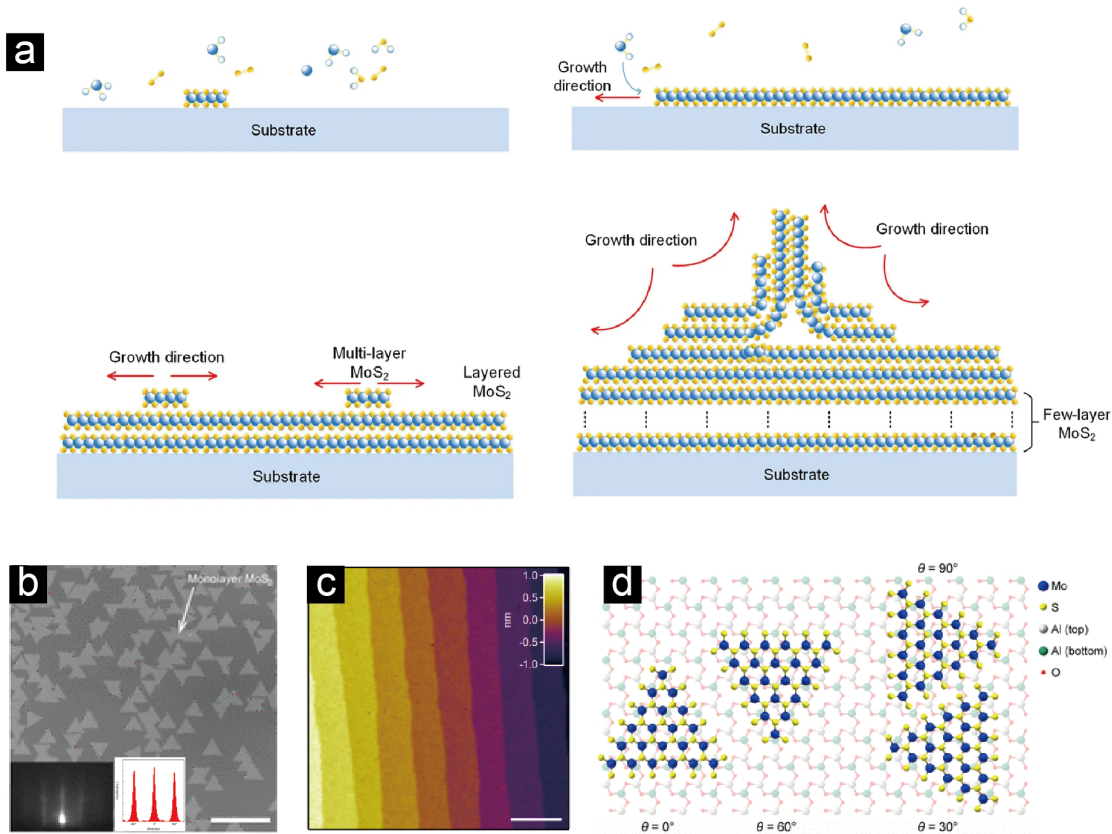 a
Substrate
Growth
direction
Substrate
Growth direction
Multi-layer
MoS₂
Layered
MoS₂
Substrate
Growth direction
Growth direction
Few-layer
MoS₂
Substrate
b
Monolayer MoS₂
c
1.0
0.5
0.0
-0.5
-1.0
nm
d
θ = 90°
Mo
S
Al (top)
Al (bottom)
O
θ = 0°
θ = 60°
θ = 30°